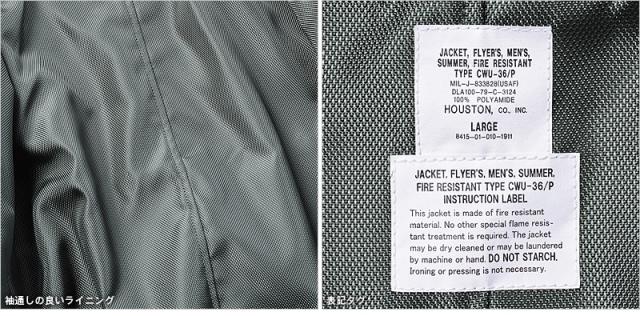 JACKET, FLYER'S, MEN'S,
SUMMER, FIRE RESISTANT
TYPE CWU-36/P
MIL-J-833828(USAF)
DLA100-79-C-3124
100% POLYAMIDE
HOUSTON, CO., INC.
LARGE
8415-01-010-1911
JACKET. FLYER'S. MEN'S. SUMMER.
FIRE RESISTANT TYPE CWU-36/P
INSTRUCTION LABEL
This jacket is made of fire resistant
material. No other special flame resis-
tant treatment is required. The jacket
may be dry cleaned or may be laundered
by machine or hand. DO NOT STARCH.
Ironing or pressing is not necessary.
袖通しの良いライニング
表記タグ